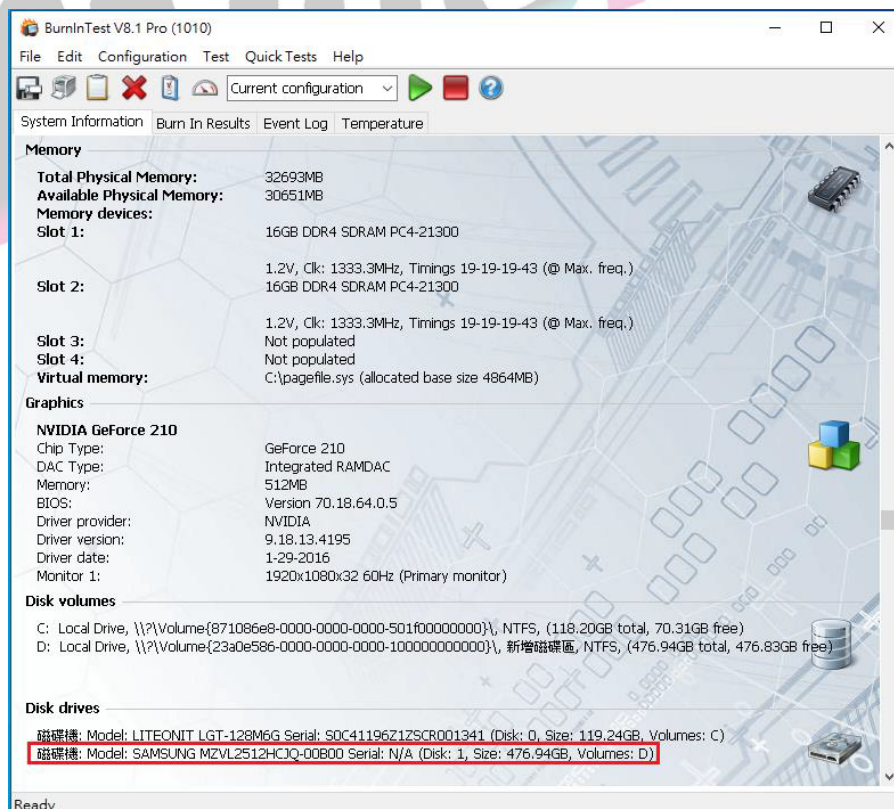 BurnInTest V8.1 Pro (1010)
File Edit Configuration Test Quick Tests Help
Current configuration
System Information Burn In Results Event Log Temperature
Memory
Total Physical Memory: 32693MB
Available Physical Memory: 30651MB
Memory devices:
Slot 1: 16GB DDR4 SDRAM PC4-21300
1.2V, Clk: 1333.3MHz, Timings 19-19-19-43 (@ Max. freq.)
Slot 2: 16GB DDR4 SDRAM PC4-21300
1.2V, Clk: 1333.3MHz, Timings 19-19-19-43 (@ Max. freq.)
Slot 3: Not populated
Slot 4: Not populated
Virtual memory: C:\pagefile.sys (allocated base size 4864MB)
Graphics
NVIDIA GeForce 210
Chip Type: GeForce 210
DAC Type: Integrated RAMDAC
Memory: 512MB
BIOS: Version 70.18.64.0.5
Driver provider: NVIDIA
Driver version: 9.18.13.4195
Driver date: 1-29-2016
Monitor 1: 1920x1080x32 60Hz (Primary monitor)
Disk volumes
C: Local Drive, \\?\Volume{871086e8-0000-0000-0000-501f00000000}\, NTFS, (118.20GB total, 70.31GB free)
D: Local Drive, \\?\Volume{23a0e586-0000-0000-0000-100000000000}\, 新增磁碟區, NTFS, (476.94GB total, 476.83GB free)
Disk drives
磁碟機: Model: LITEONIT LGT-128M6G Serial: S0C41196Z1ZSCR001341 (Disk: 0, Size: 119.24GB, Volumes: C)
磁碟機: Model: SAMSUNG MZVL2512HCJQ-00B00 Serial: N/A (Disk: 1, Size: 476.94GB, Volumes: D)
Ready